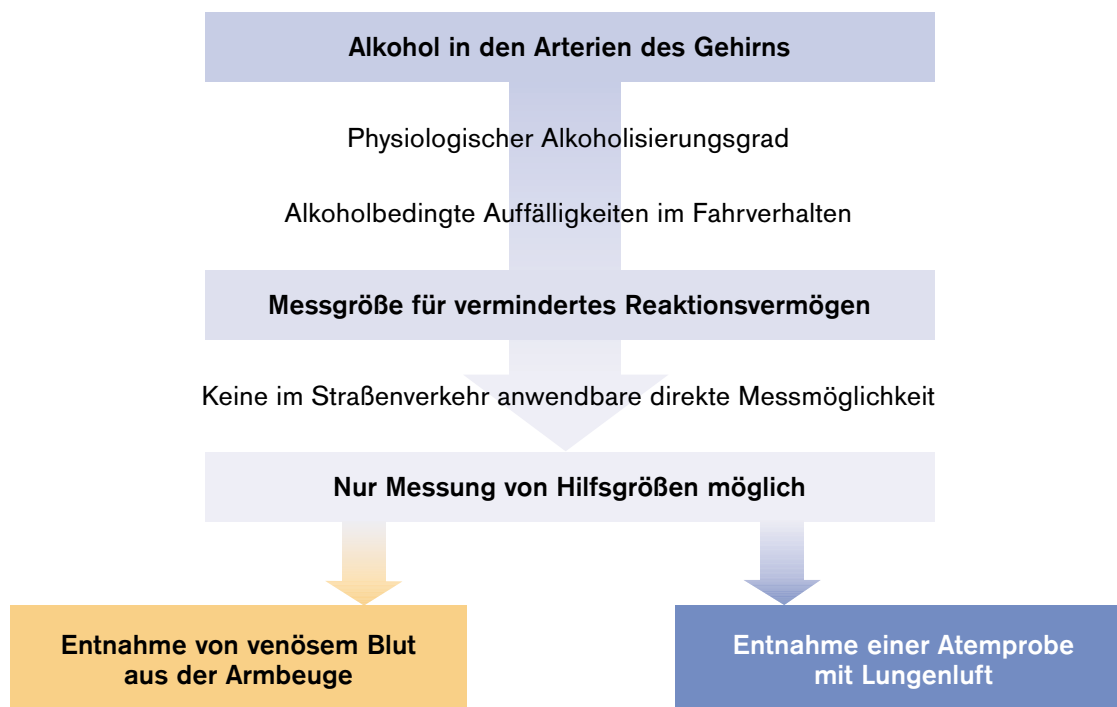 Alkohol in den Arterien des Gehirns
Physiologischer Alkoholisierungsgrad
Alkoholbedingte Auffälligkeiten im Fahrverhalten
Messgröße für vermindertes Reaktionsvermögen
Keine im Straßenverkehr anwendbare direkte Messmöglichkeit
Nur Messung von Hilfsgrößen möglich
Entnahme von venösem Blut
aus der Armbeuge
Entnahme einer Atemprobe
mit Lungenluft